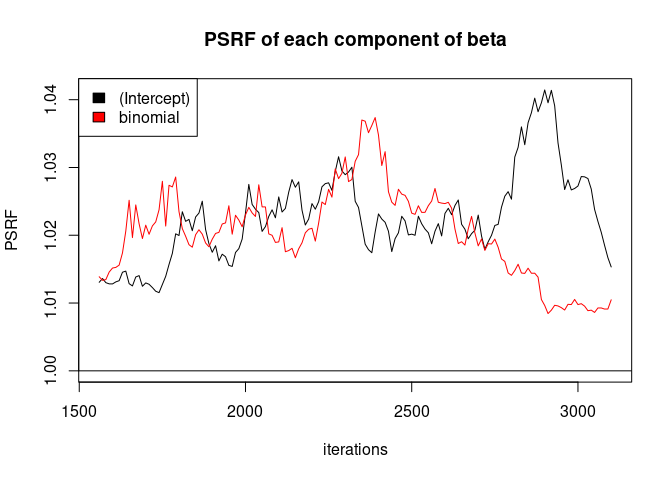 PSRF of each component of beta
(Intercept)
binomial
PSRF
1.04
1.03
1.02
1.01
1.00
1500 2000 2500 3000
iterations